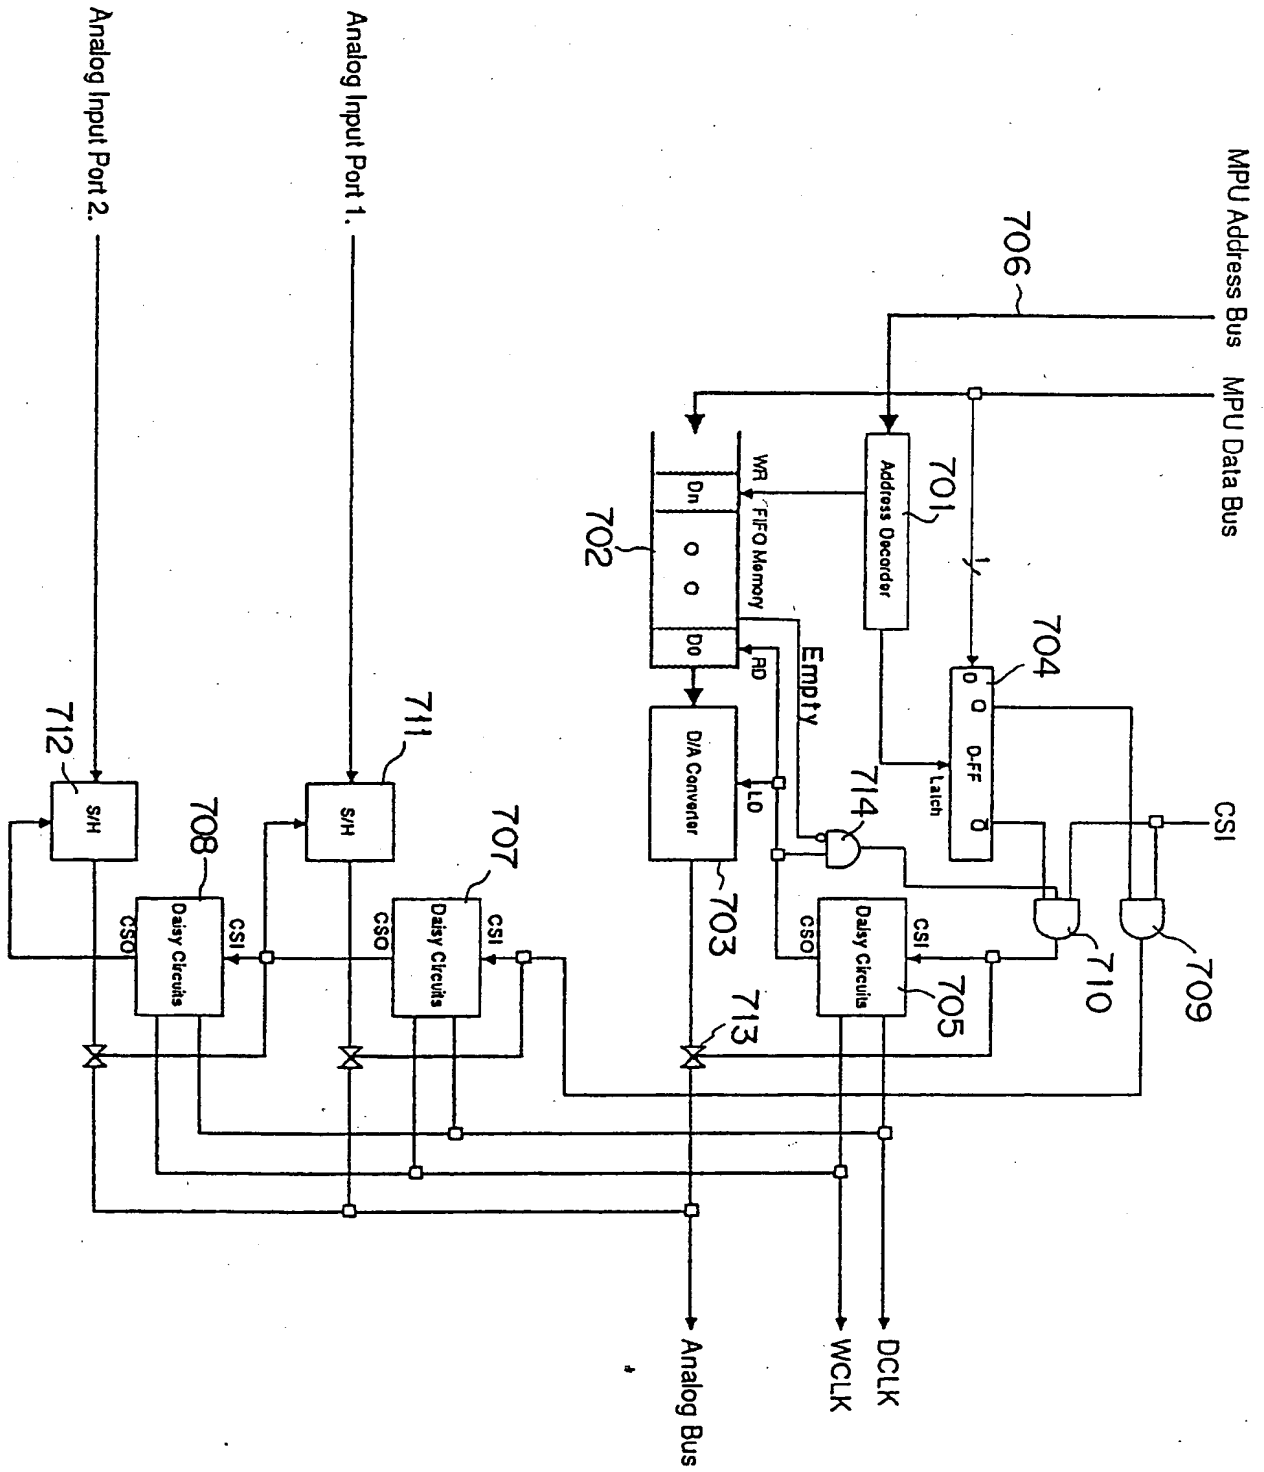 MPU Address Bus
MPU Data Bus
CSI
706
701
Address Decorder
1
704
D
Q
D-FF
Q̄
Latch
709
710
WR
FIFO Memory
Dn
D0
RD
702
Empty
714
LD
D/A Converter
703
CSI
Daisy Circuits
CSO
705
713
DCLK
WCLK
Analog Bus
Analog Input Port 1.
711
S/H
707
CSI
Daisy Circuits
CSO
Analog Input Port 2.
712
S/H
708
CSI
Daisy Circuits
CSO